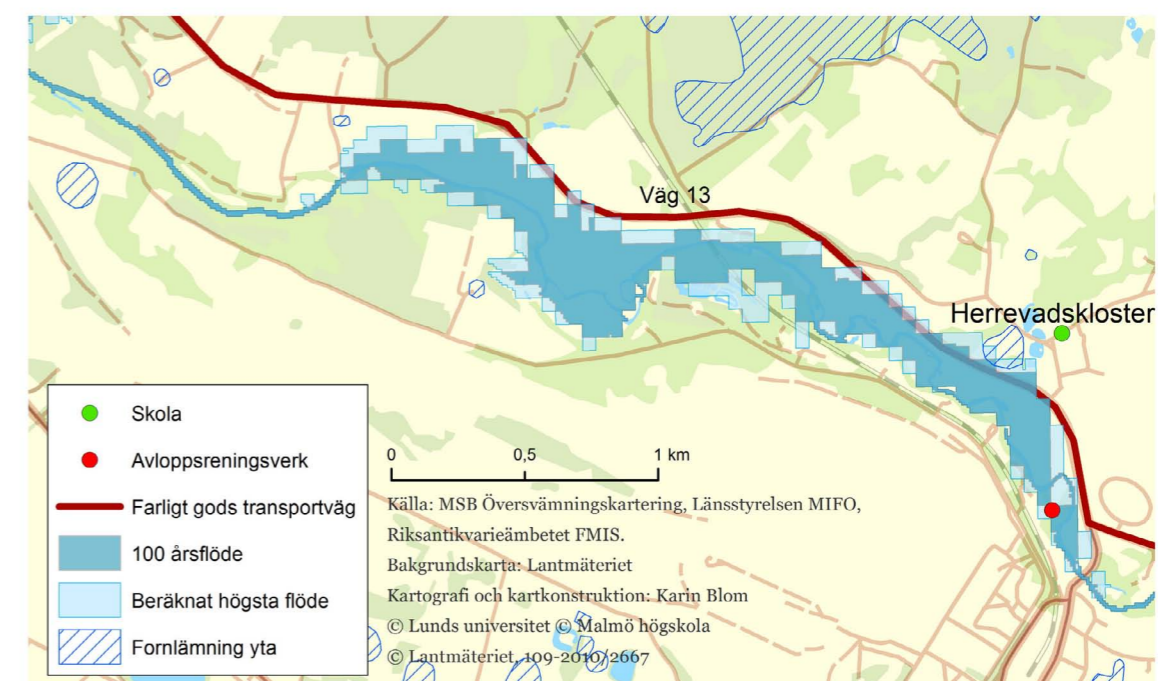 Väg 13
Herrevadskloster
Skola
Avloppsreningsverk
Farligt gods transportväg
100 årsflöde
Beräknat högsta flöde
Fornlämning yta
0 0,5 1 km
Källa: MSB Översvämningskartering, Länsstyrelsen MIFO,
Riksantikvarieämbetet FMIS.
Bakgrundskarta: Lantmäteriet
Kartografi och kartkonstruktion: Karin Blom
© Lunds universitet © Malmö högskola
© Lantmäteriet, 109-2010/2667